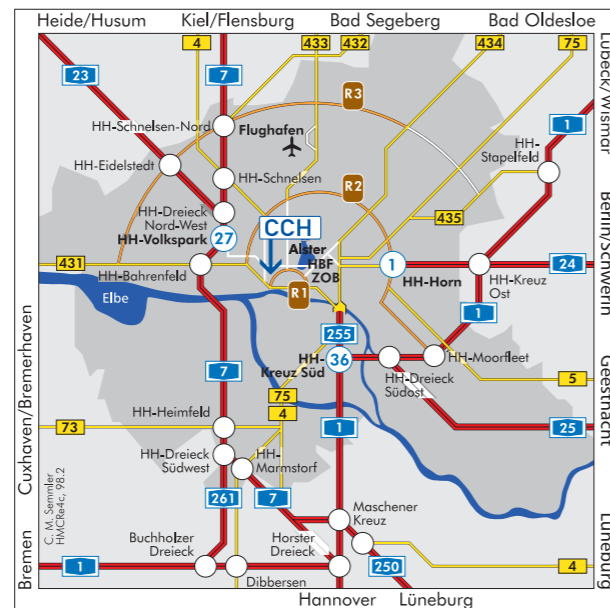 Heide/Husum Kiel/Flensburg Bad Segeberg Bad Oldesloe
4 433 432 434 75
23 7
Lübeck/Wismar
R3
1
HH-Schnelsen-Nord
Flughafen
HH-Eidelstedt
HH-
Stapelfeld
HH-Schnelsen
R2
HH-Dreieck
Nord-West
435
CCH
HH-Volkspark 27
Alster
HBF
ZOB
431
1
24
Berlin/Schwerin
HH-Bahrenfeld
HH-Horn
HH-Kreuz
Ost
R1
Elbe
1
255
HH-
Kreuz Süd
36
HH-Moorfleet
HH-Dreieck
Südost
7
75
4
5
Geesthacht
HH-Heimfeld
73
1
25
Cuxhaven/Bremerhaven
HH-Dreieck
Südwest
HH-
Marmstorf
261
7
C. M. Semmler
HMCRe4c, 98.2
Maschener
Kreuz
Buchholzer
Dreieck
Horster
Dreieck
1
250
4
Dibbersen
Bremen
Lüneburg
Hannover Lüneburg